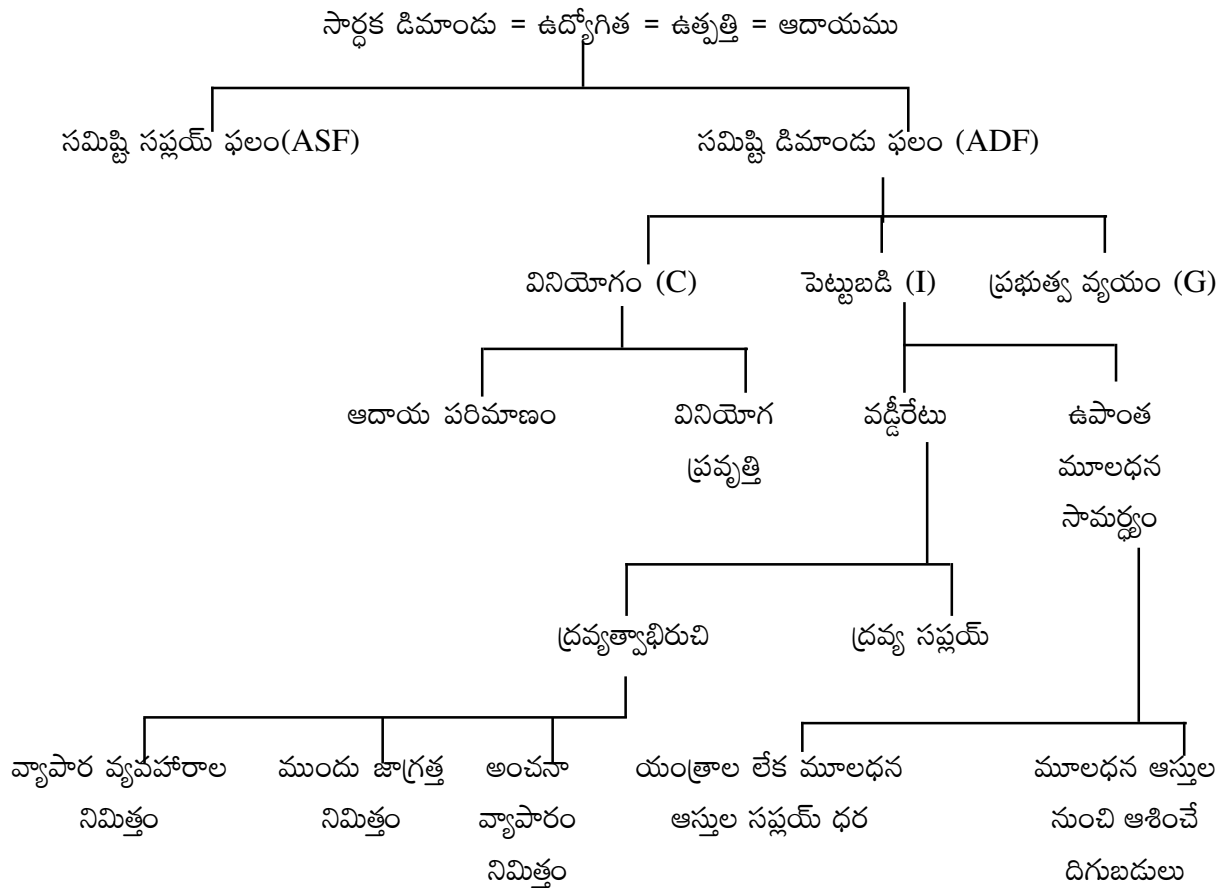 సార్ధక డిమాండు = ఉద్యోగిత = ఉత్పత్తి = ఆదాయము
సమిష్టి సప్లయ్ ఫలం(ASF)
సమిష్టి డిమాండు ఫలం (ADF)
వినియోగం (C)
పెట్టుబడి (I)
ప్రభుత్వ వ్యయం (G)
ఆదాయ పరిమాణం
వినియోగ
ప్రవృత్తి
వడ్డీరేటు
ఉపాంత
మూలధన
సామర్ధ్యం
ద్రవ్యత్వాభిరుచి
ద్రవ్య సప్లయ్
వ్యాపార వ్యవహారాల
నిమిత్తం
ముందు జాగ్రత్త
నిమిత్తం
అంచనా
వ్యాపారం
నిమిత్తం
యంత్రాల లేక మూలధన
ఆస్తుల సప్లయ్ ధర
మూలధన ఆస్తుల
నుంచి ఆశించే
దిగుబడులు